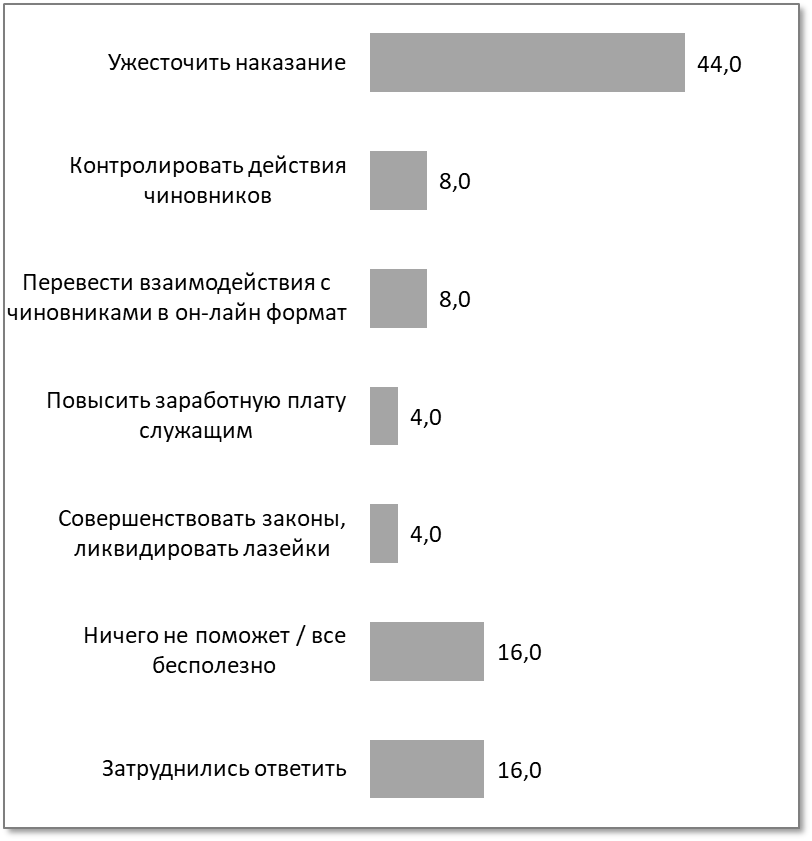 Ужесточить наказание
44,0
Контролировать действия
чиновников
8,0
Перевести взаимодействия с
чиновниками в он-лайн формат
8,0
Повысить заработную плату
служащим
4,0
Совершенствовать законы,
ликвидировать лазейки
4,0
Ничего не поможет / все
бесполезно
16,0
Затруднились ответить
16,0